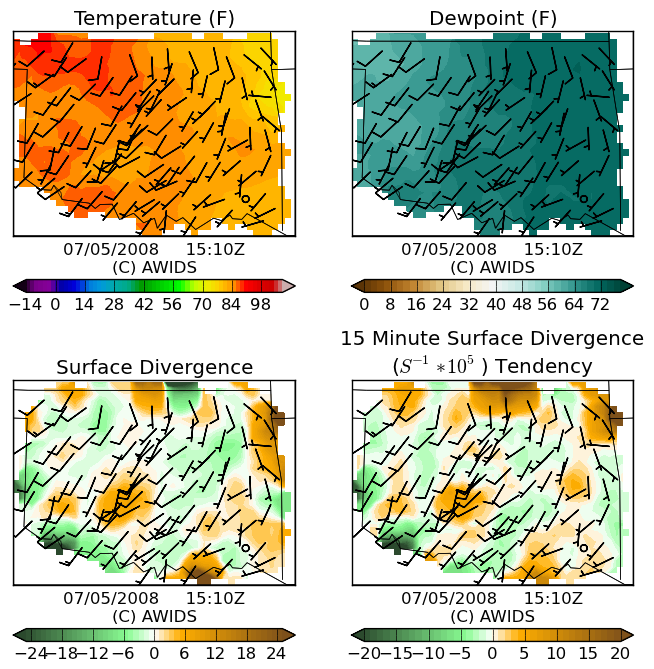 Temperature (F)
Dewpoint (F)
07/05/2008 15:10Z
(C) AWIDS
07/05/2008 15:10Z
(C) AWIDS
−14 0 14 28 42 56 70 84 98
0 8 16 24 32 40 48 56 64 72
15 Minute Surface Divergence
Surface Divergence
(S⁻¹ *10⁵ ) Tendency
07/05/2008 15:10Z
(C) AWIDS
07/05/2008 15:10Z
(C) AWIDS
−24 −18 −12 −6 0 6 12 18 24
−20 −15 −10 −5 0 5 10 15 20